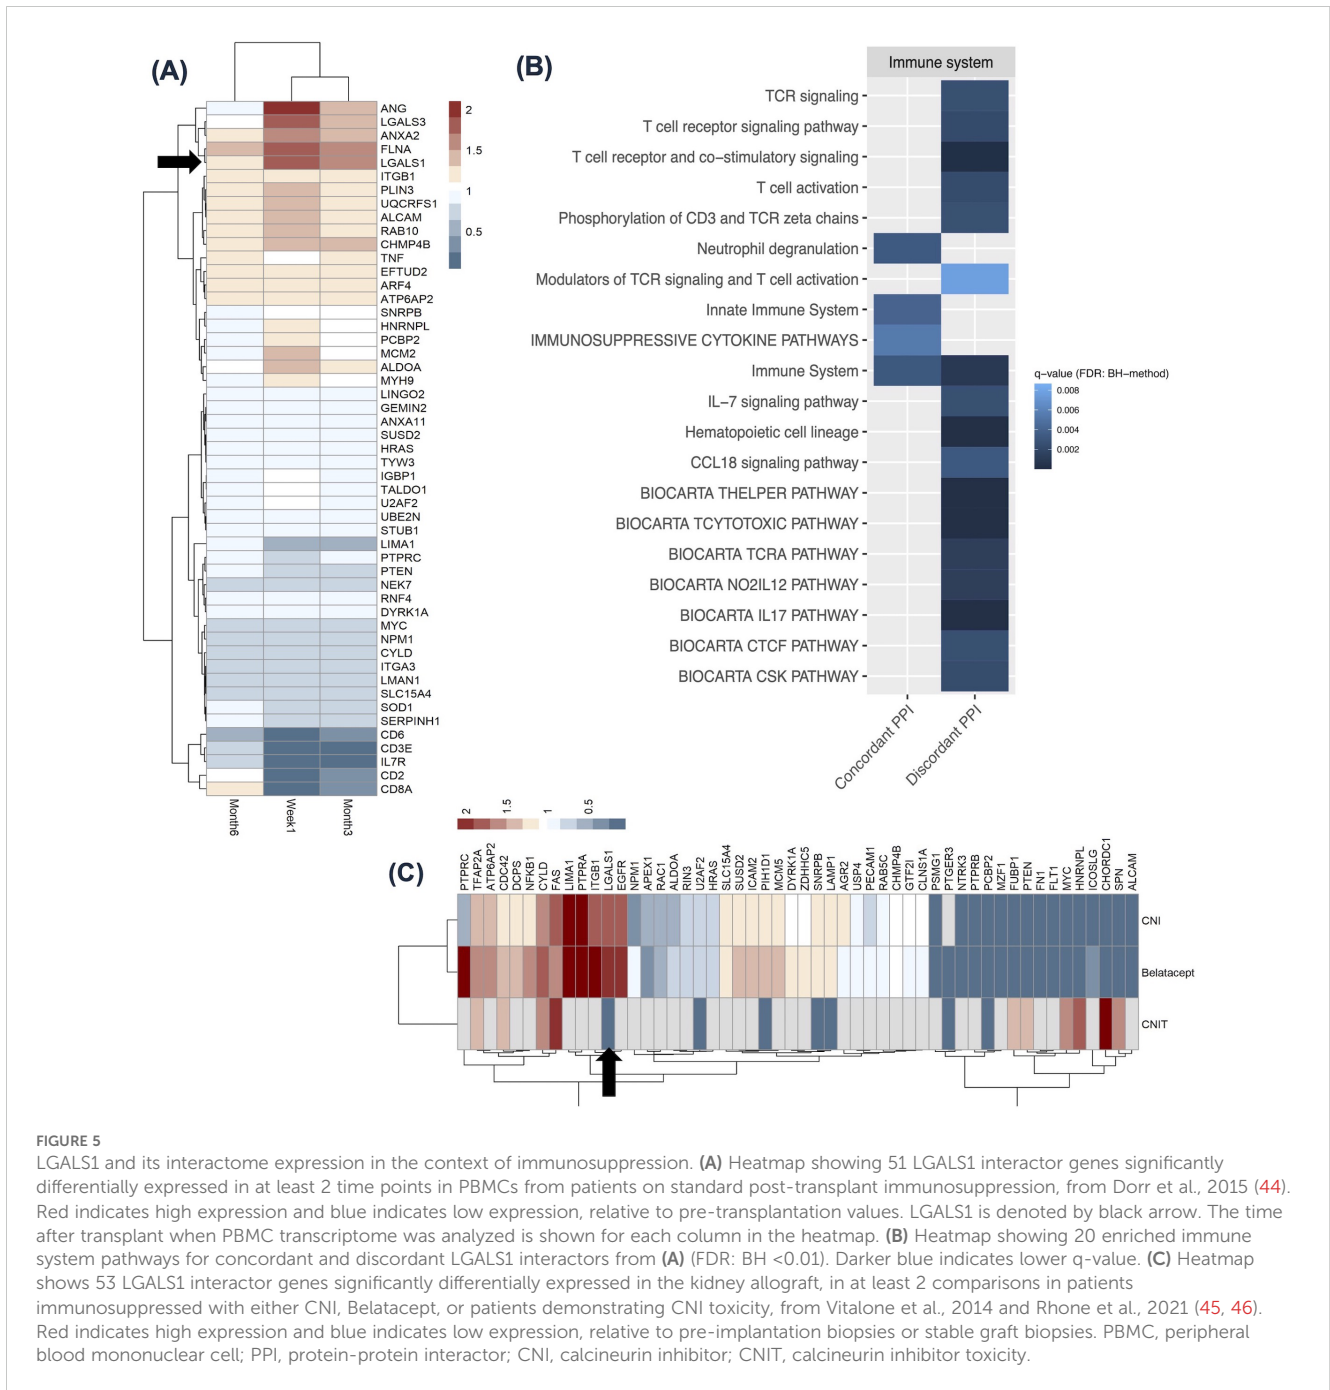 (A)
ANG
LGALS3
ANXA2
FLNA
LGALS1
ITGB1
PLIN3
UQCRFS1
ALCAM
RAB10
CHMP4B
TNF
EFTUD2
ARF4
ATP6AP2
SNRPB
HNRNPL
PCBP2
MCM2
ALDOA
MYH9
LINGO2
GEMIN2
ANXA11
SUSD2
HRAS
TYW3
IGBP1
TALDO1
U2AF2
UBE2N
STUB1
LIMA1
PTPRC
PTEN
NEK7
RNF4
DYRK1A
MYC
NPM1
CYLD
ITGA3
LMAN1
SLC15A4
SOD1
SERPINH1
CD6
CD3E
IL7R
CD2
CD8A
Month6
Week1
Month3
2
1.5
1
0.5
(B)
Immune system
TCR signaling
T cell receptor signaling pathway
T cell receptor and co-stimulatory signaling
T cell activation
Phosphorylation of CD3 and TCR zeta chains
Neutrophil degranulation
Modulators of TCR signaling and T cell activation
Innate Immune System
IMMUNOSUPPRESSIVE CYTOKINE PATHWAYS
Immune System
IL-7 signaling pathway
Hematopoietic cell lineage
CCL18 signaling pathway
BIOCARTA THELPER PATHWAY
BIOCARTA TCYTOTOXIC PATHWAY
BIOCARTA TCRA PATHWAY
BIOCARTA NO2IL12 PATHWAY
BIOCARTA IL17 PATHWAY
BIOCARTA CTCF PATHWAY
BIOCARTA CSK PATHWAY
Concordant PPI
Discordant PPI
q-value (FDR: BH-method)
0.008
0.006
0.004
0.002
(C)
2
1.5
1
0.5
PTPRC
TFAP2A
ATP6AP2
CDC42
DCPS
NFKB1
CYLD
FAS
LIMA1
PTPRA
ITGB1
LGALS1
EGFR
NPM1
APEX1
RAC1
ALDOA
RIN3
U2AF2
HRAS
SLC15A4
SUSD2
ICAM2
PIH1D1
MCM5
DYRK1A
ZDHHC5
SNRPB
LAMP1
AGR2
USP4
PECAM1
RAB5C
CHMP4B
GTF2I
CLNS1A
PSMG1
PTGER3
NTRK3
PTPRB
PCBP2
MZF1
FUBP1
PTEN
FN1
FLT1
MYC
HNRNPL
ICOSLG
CHORDC1
SPN
ALCAM
CNI
Belatacept
CNIT
FIGURE 5
LGALS1 and its interactome expression in the context of immunosuppression. (A) Heatmap showing 51 LGALS1 interactor genes significantly
differentially expressed in at least 2 time points in PBMCs from patients on standard post-transplant immunosuppression, from Dorr et al., 2015 (44).
Red indicates high expression and blue indicates low expression, relative to pre-transplantation values. LGALS1 is denoted by black arrow. The time
after transplant when PBMC transcriptome was analyzed is shown for each column in the heatmap. (B) Heatmap showing 20 enriched immune
system pathways for concordant and discordant LGALS1 interactors from (A) (FDR: BH <0.01). Darker blue indicates lower q-value. (C) Heatmap
shows 53 LGALS1 interactor genes significantly differentially expressed in the kidney allograft, in at least 2 comparisons in patients
immunosuppressed with either CNI, Belatacept, or patients demonstrating CNI toxicity, from Vitalone et al., 2014 and Rhone et al., 2021 (45, 46).
Red indicates high expression and blue indicates low expression, relative to pre-implantation biopsies or stable graft biopsies. PBMC, peripheral
blood mononuclear cell; PPI, protein-protein interactor; CNI, calcineurin inhibitor; CNIT, calcineurin inhibitor toxicity.